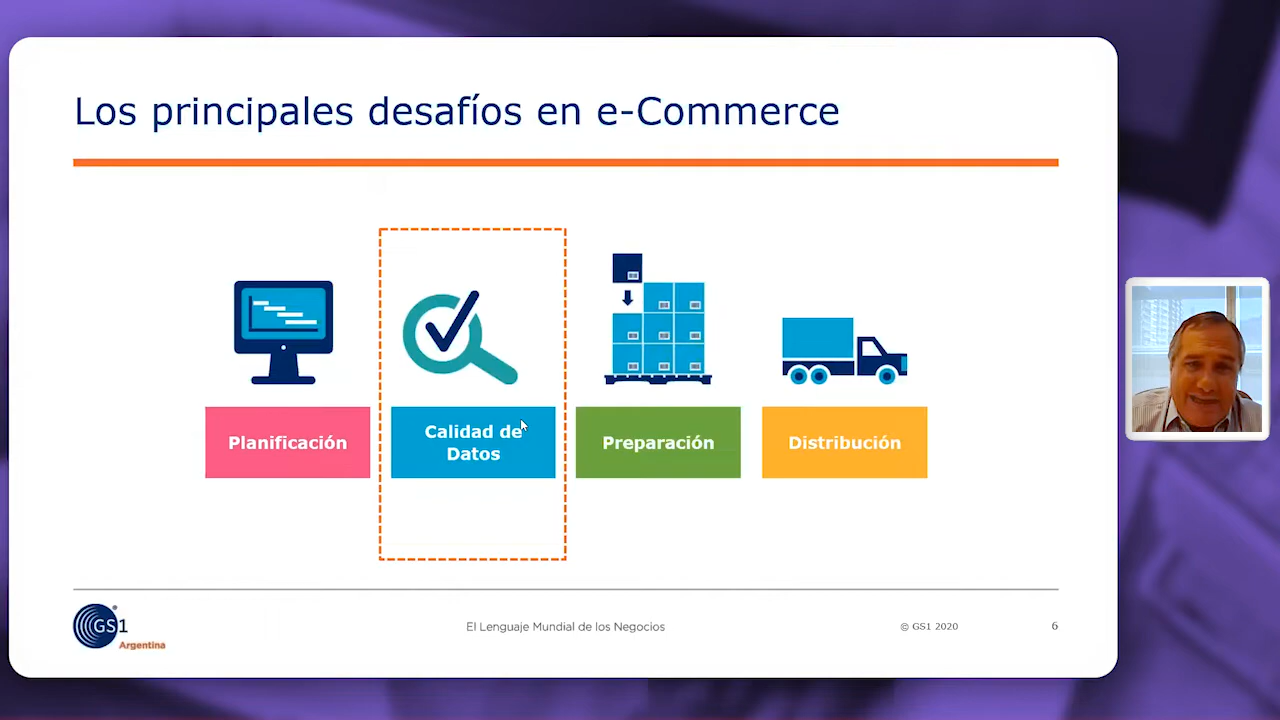 Los principales desafíos en e-Commerce
Planificación
Calidad de
Datos
Preparación
Distribución
GS1
Argentina
El Lenguaje Mundial de los Negocios
© GS1 2020
6